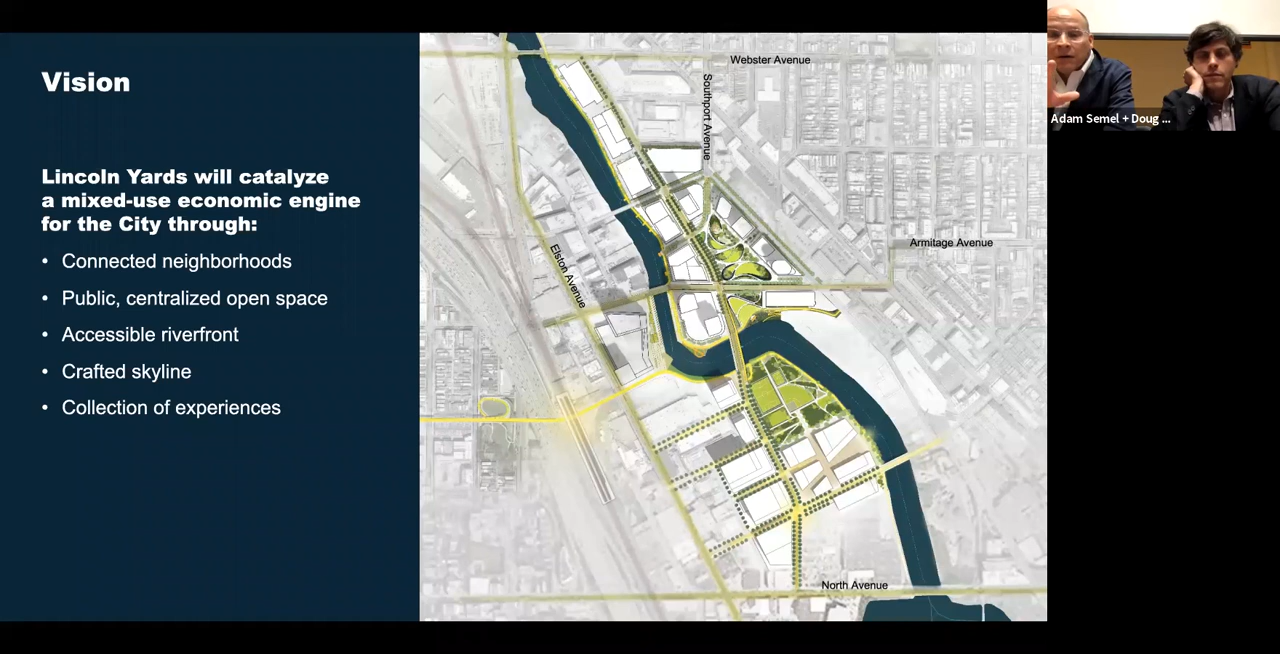 Vision
Lincoln Yards will catalyze
a mixed-use economic engine
for the City through:
• Connected neighborhoods
• Public, centralized open space
• Accessible riverfront
• Crafted skyline
• Collection of experiences
Webster Avenue
Southport Avenue
Armitage Avenue
Elston Avenue
North Avenue
Adam Semel + Doug ...